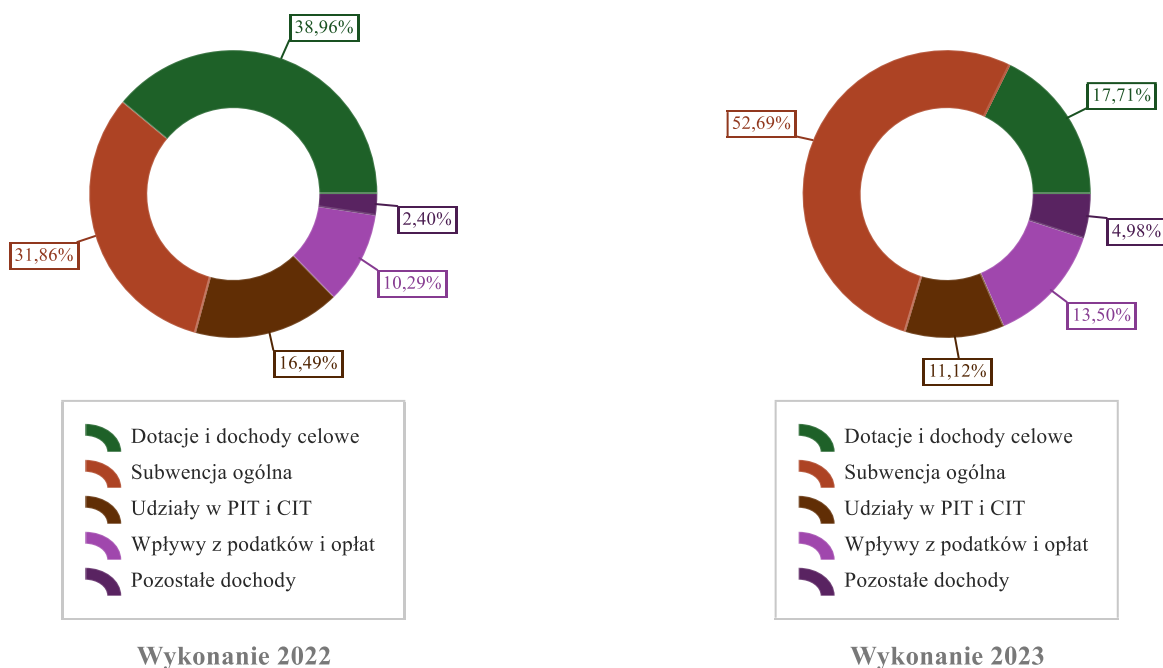 38,96%
2,40%
31,86%
10,29%
16,49%
Dotacje i dochody celowe
Subwencja ogólna
Udziały w PIT i CIT
Wpływy z podatków i opłat
Pozostałe dochody
Wykonanie 2022
17,71%
52,69%
4,98%
13,50%
11,12%
Dotacje i dochody celowe
Subwencja ogólna
Udziały w PIT i CIT
Wpływy z podatków i opłat
Pozostałe dochody
Wykonanie 2023